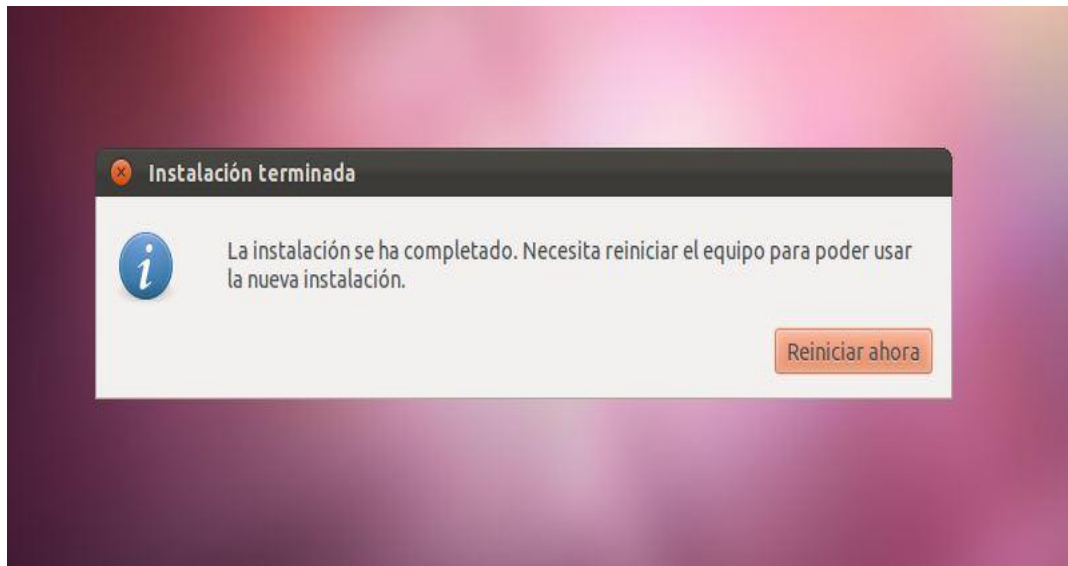 Instalación terminada
La instalación se ha completado. Necesita reiniciar el equipo para poder usar
la nueva instalación.
Reiniciar ahora